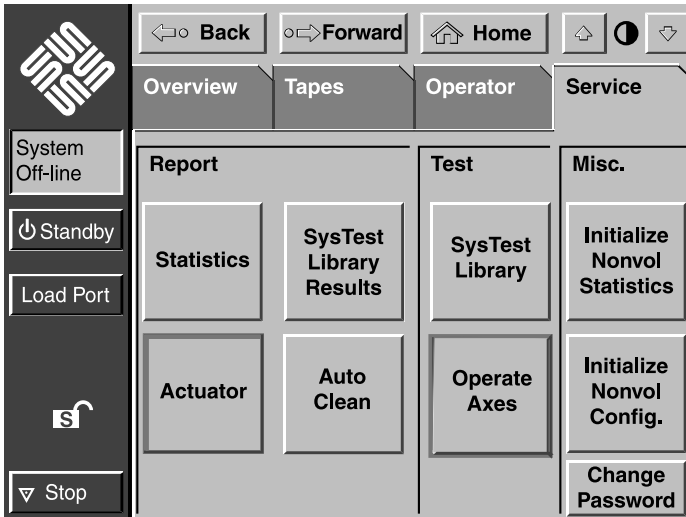 Back
Forward
Home
Overview
Tapes
Operator
Service
System
Off-line
Standby
Load Port
S
Stop
Report
Statistics
SysTest
Library
Results
Actuator
Auto
Clean
Test
SysTest
Library
Operate
Axes
Misc.
Initialize
Nonvol
Statistics
Initialize
Nonvol
Config.
Change
Password